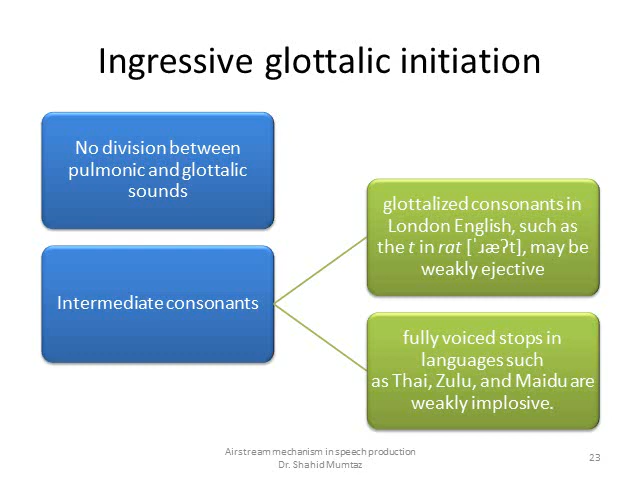 Ingressive glottalic initiation
No division between
pulmonic and glottalic
sounds
Intermediate consonants
glottalized consonants in
London English, such as
the t in rat [ˈɹæʔt], may be
weakly ejective
fully voiced stops in
languages such
as Thai, Zulu, and Maidu are
weakly implosive.
Airstream mechanism in speech production
Dr. Shahid Mumtaz
23